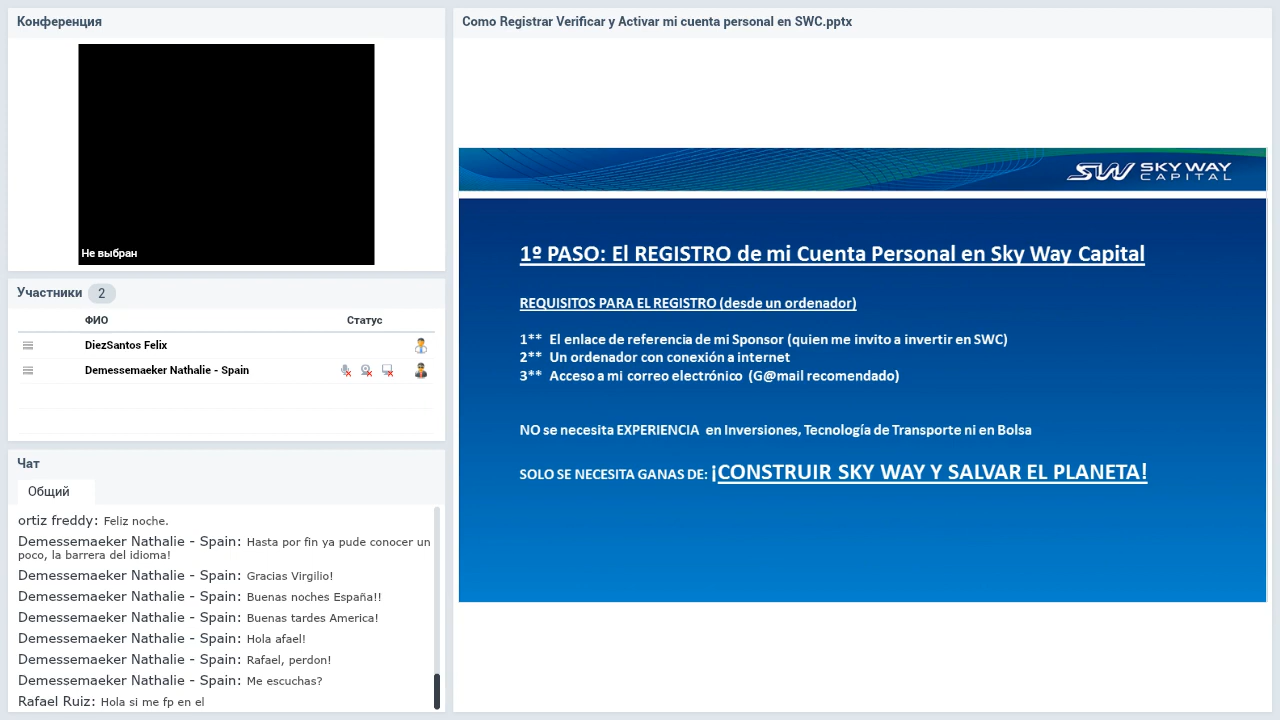 Конференция
Не выбран
Участники 2
ФИО Статус
DiezSantos Felix
Demessemaeker Nathalie - Spain
Чат
Общий
ortiz freddy: Feliz noche.
Demessemaeker Nathalie - Spain: Hasta por fin ya pude conocer un
poco, la barrera del idioma!
Demessemaeker Nathalie - Spain: Gracias Virgilio!
Demessemaeker Nathalie - Spain: Buenas noches España!!
Demessemaeker Nathalie - Spain: Buenas tardes America!
Demessemaeker Nathalie - Spain: Hola afael!
Demessemaeker Nathalie - Spain: Rafael, perdon!
Demessemaeker Nathalie - Spain: Me escuchas?
Rafael Ruiz: Hola si me fp en el
Como Registrar Verificar y Activar mi cuenta personal en SWC.pptx
SW SKY WAY
CAPITAL
1º PASO: El REGISTRO de mi Cuenta Personal en Sky Way Capital
REQUISITOS PARA EL REGISTRO (desde un ordenador)
1** El enlace de referencia de mi Sponsor (quien me invito a invertir en SWC)
2** Un ordenador con conexión a internet
3** Acceso a mi correo electrónico (G@mail recomendado)
NO se necesita EXPERIENCIA en Inversiones, Tecnología de Transporte ni en Bolsa
SOLO SE NECESITA GANAS DE: ¡CONSTRUIR SKY WAY Y SALVAR EL PLANETA!